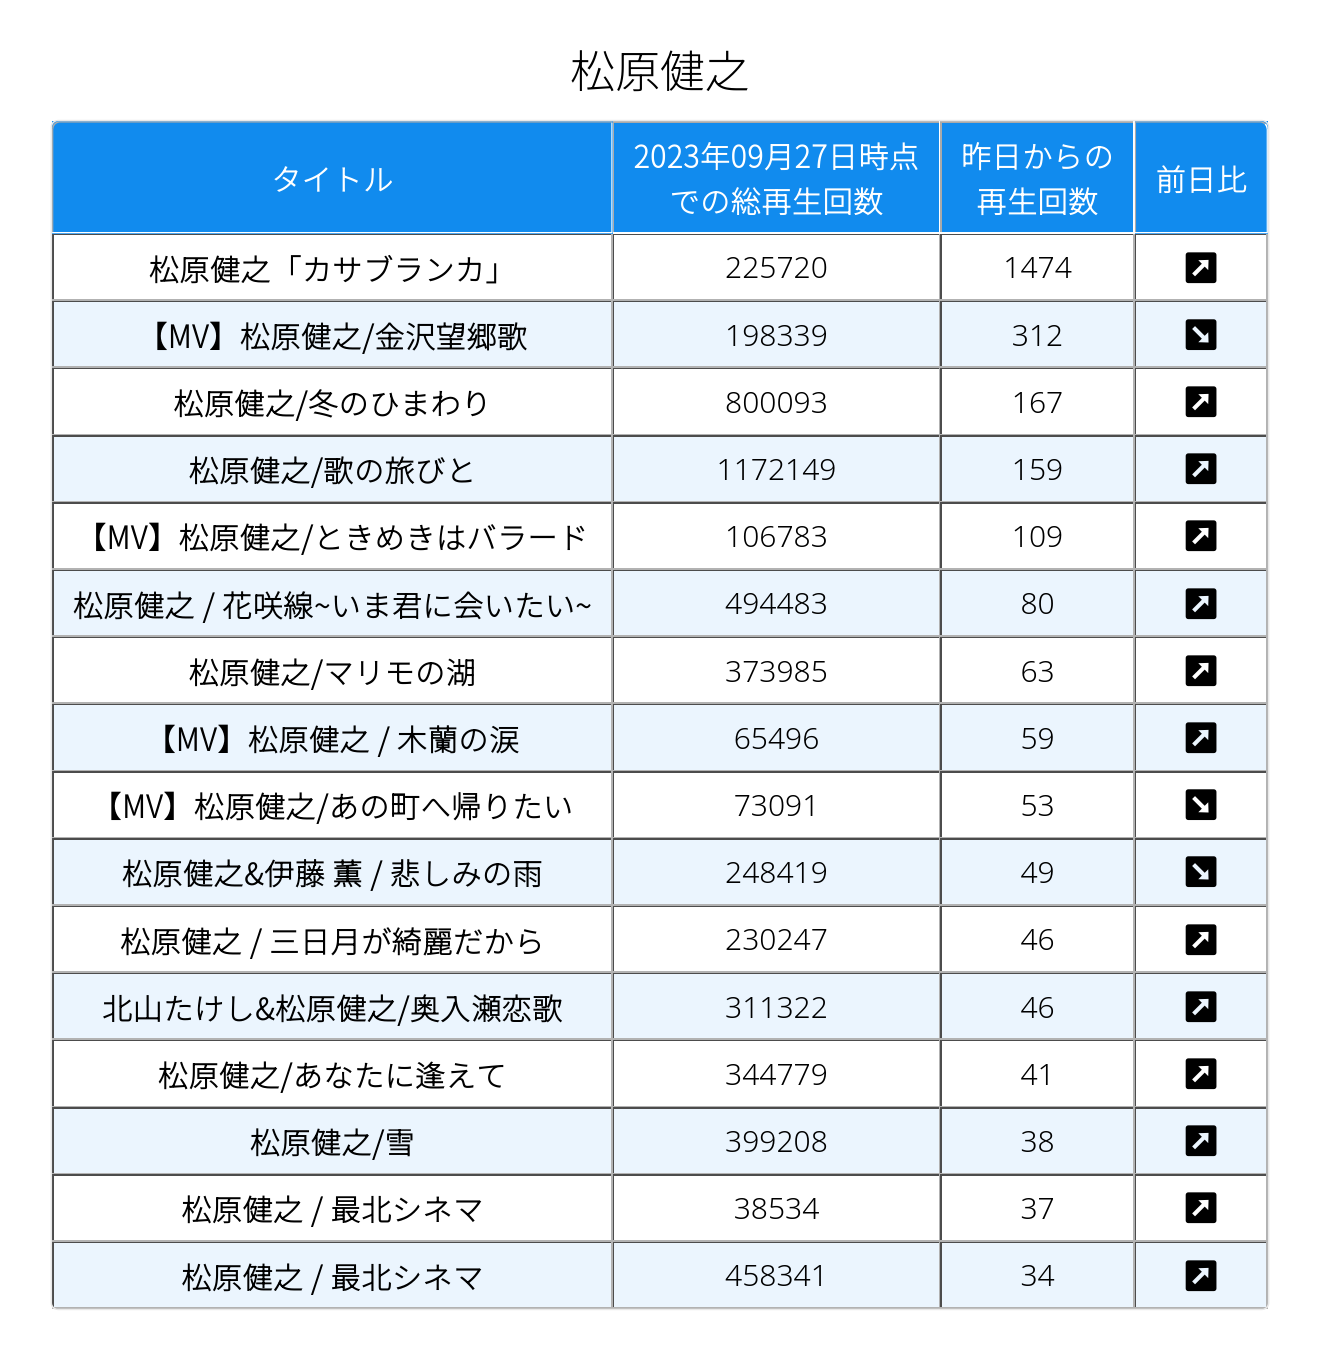 松原健之
タイトル
2023年09月27日時点
での総再生回数
昨日からの
再生回数
前日比
松原健之「カサブランカ」 225720 1474
【MV】松原健之/金沢望郷歌 198339 312
松原健之/冬のひまわり 800093 167
松原健之/歌の旅びと 1172149 159
【MV】松原健之/ときめきはバラード 106783 109
松原健之 / 花咲線~いま君に会いたい~ 494483 80
松原健之/マリモの湖 373985 63
【MV】松原健之 / 木蘭の涙 65496 59
【MV】松原健之/あの町へ帰りたい 73091 53
松原健之&伊藤 薫 / 悲しみの雨 248419 49
松原健之 / 三日月が綺麗だから 230247 46
北山たけし&松原健之/奥入瀬恋歌 311322 46
松原健之/あなたに逢えて 344779 41
松原健之/雪 399208 38
松原健之 / 最北シネマ 38534 37
松原健之 / 最北シネマ 458341 34